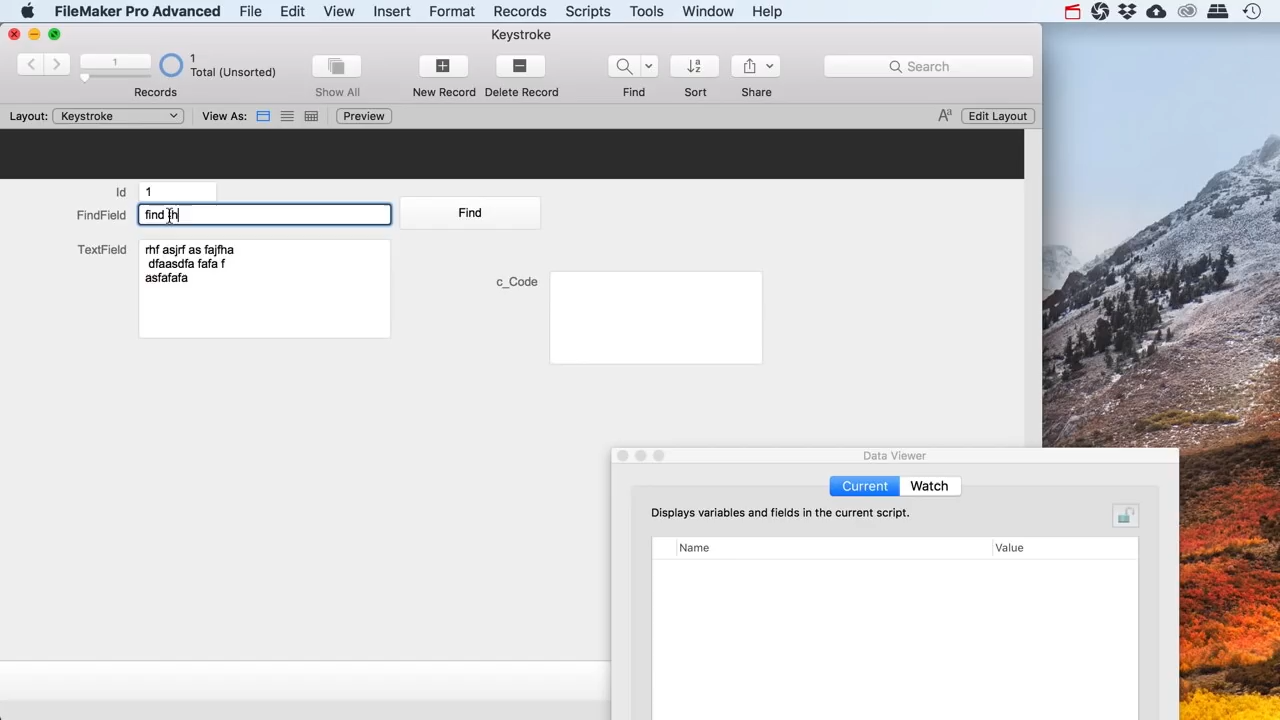 FileMaker Pro Advanced File Edit View Insert Format Records Scripts Tools Window Help
Keystroke
1
1
Total (Unsorted)
Search
Records Show All New Record Delete Record Find Sort Share
Layout: Keystroke View As: Preview Aa Edit Layout
Id 1
FindField find th Find
TextField rhf asjrf as fajfha
dfaasdfa fafa f
asfafafa
c_Code
Data Viewer
Current Watch
Displays variables and fields in the current script.
Name Value